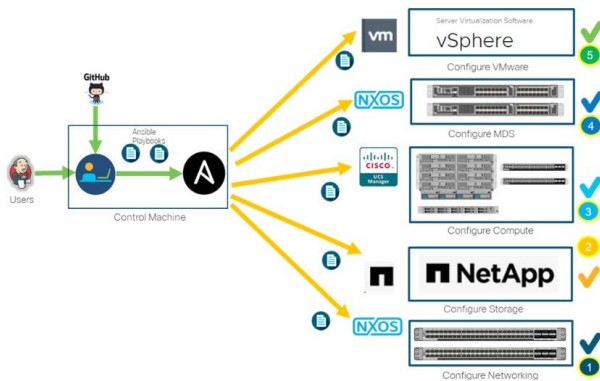 Server Virtualization Software
vm
vSphere
Configure VMware
5
GitHub
NXOS
Configure MDS
4
Ansible
Playbooks
Control Machine
Users
CISCO
UCS
Manager
Configure Compute
3
2
NetApp
Configure Storage
NXOS
Configure Networking
1